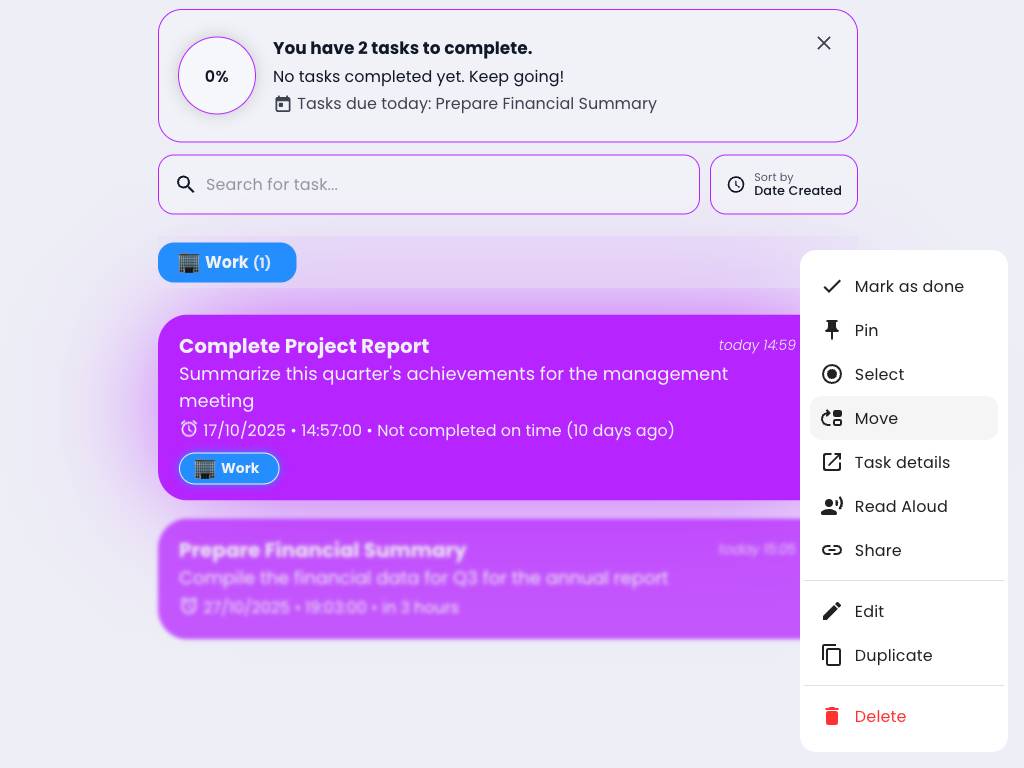 You have 2 tasks to complete.
0%
No tasks completed yet. Keep going!
Tasks due today: Prepare Financial Summary
Search for task...
Sort by
Date Created
Work (1)
Complete Project Report
today 14:59
Summarize this quarter's achievements for the management
meeting
17/10/2025 • 14:57:00 • Not completed on time (10 days ago)
Work
Prepare Financial Summary
today 15:05
Compile the financial data for Q3 for the annual report
27/10/2025 • 19:03:00 • in 3 hours
Mark as done
Pin
Select
Move
Task details
Read Aloud
Share
Edit
Duplicate
Delete